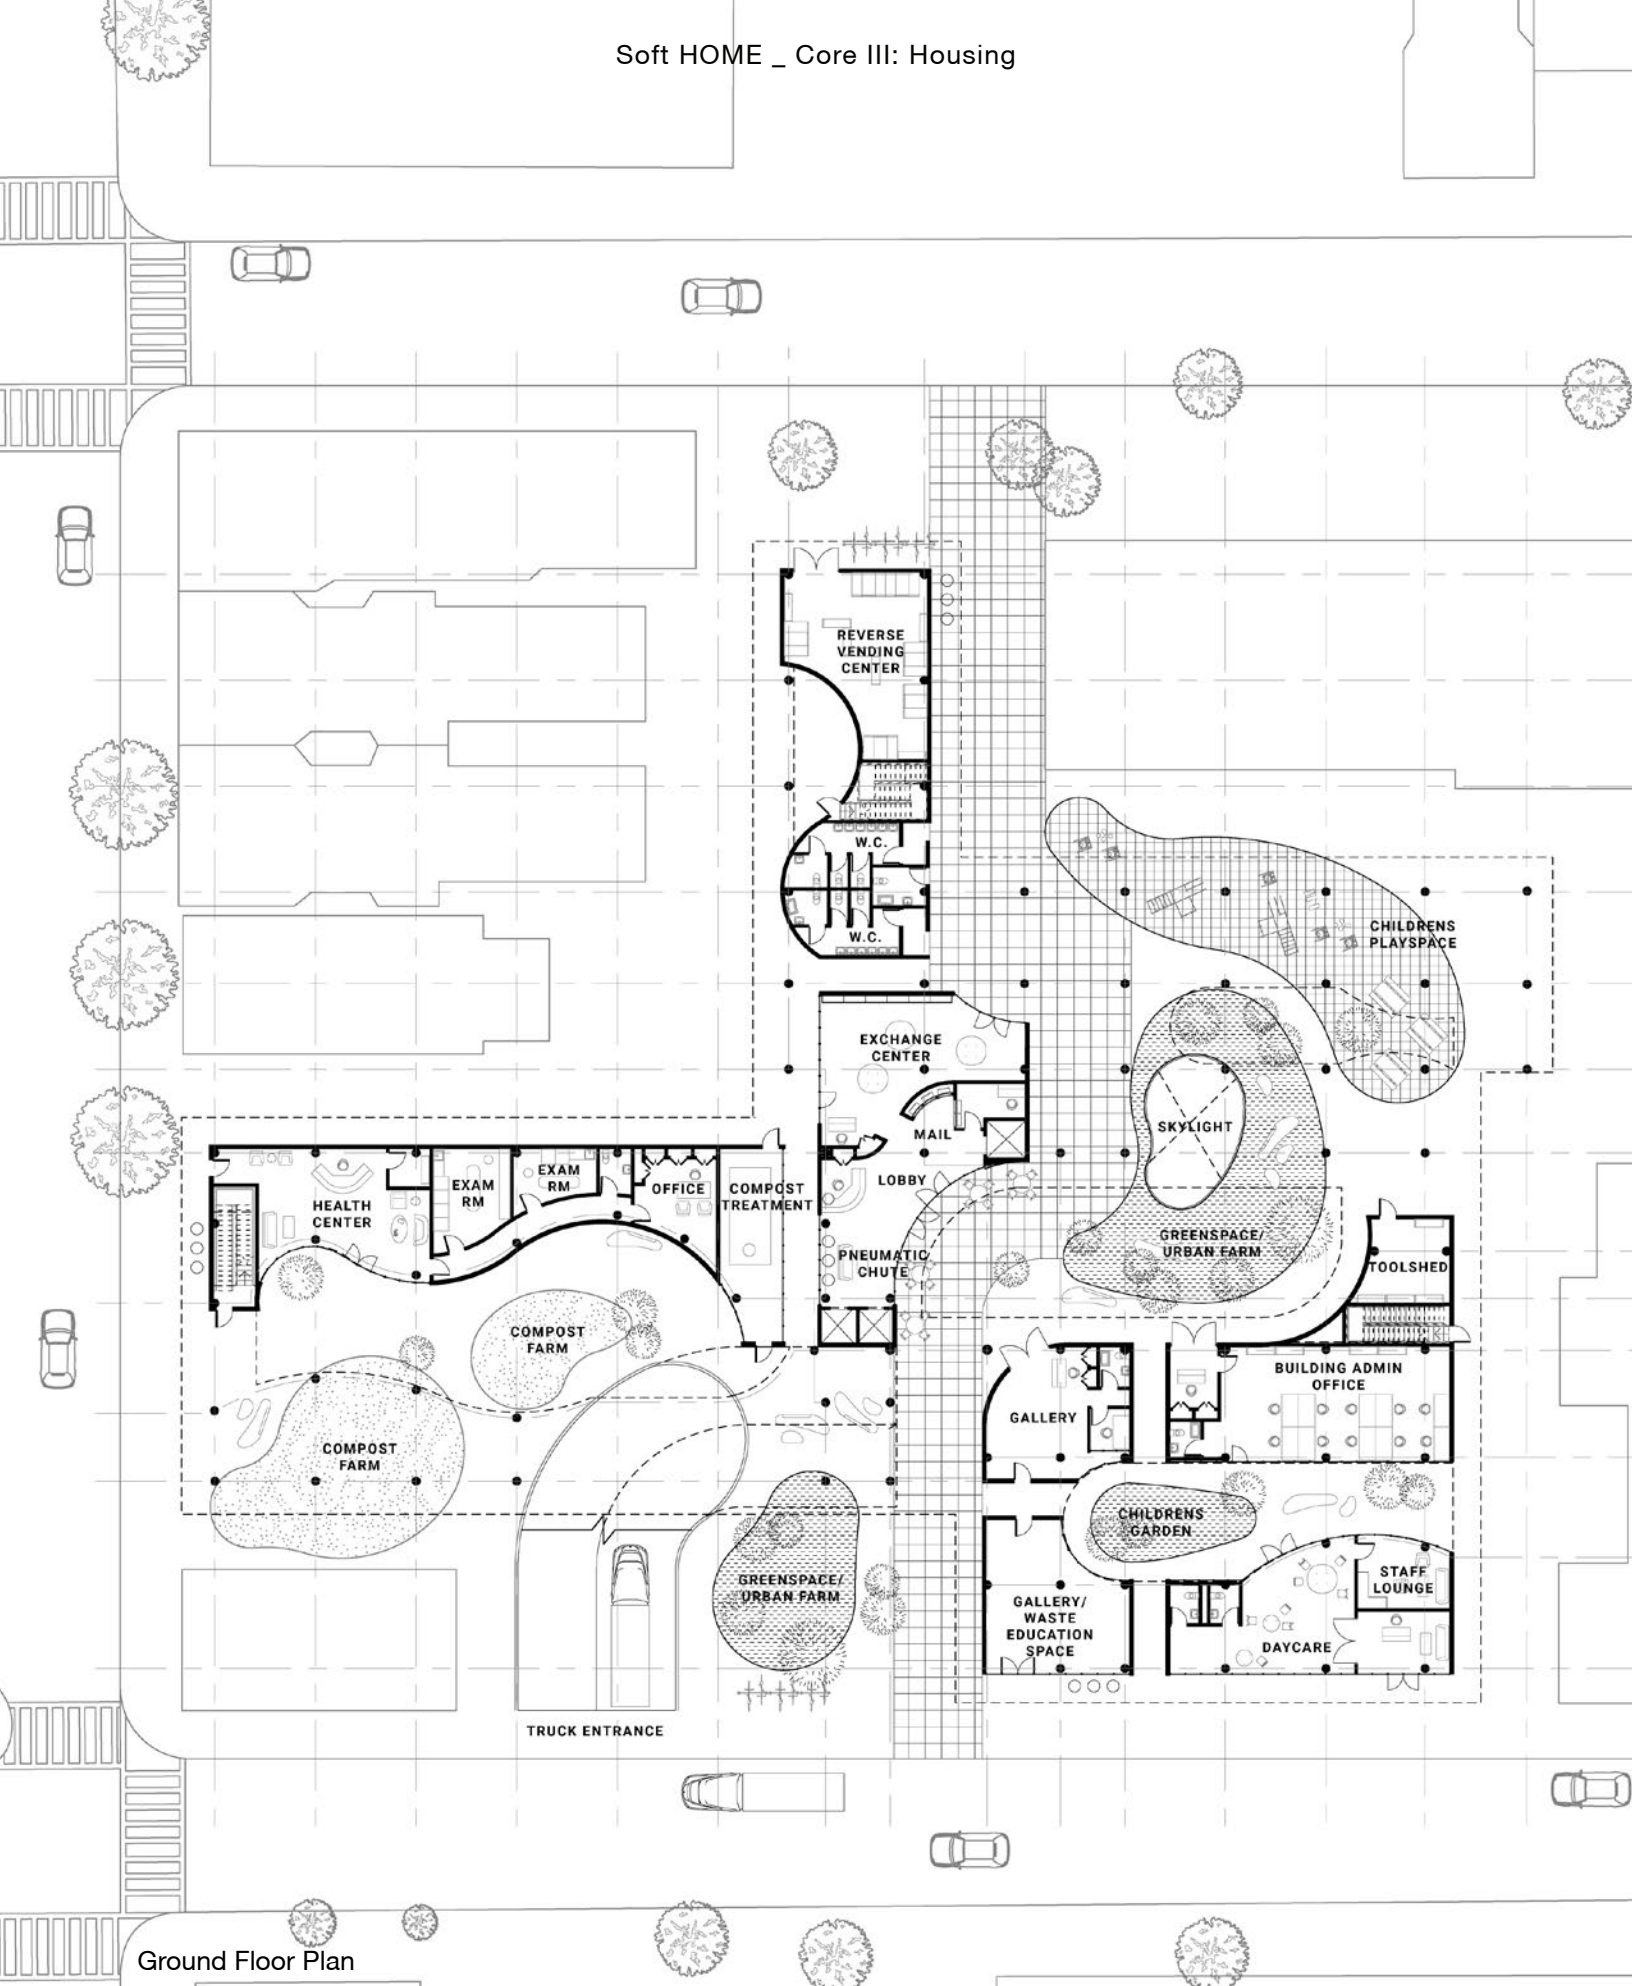 Soft HOME _ Core III: Housing
REVERSE
VENDING
CENTER
W.C.
W.C.
CHILDRENS
PLAYSPACE
EXCHANGE
CENTER
MAIL
SKYLIGHT
LOBBY
EXAM
RM
EXAM
RM
OFFICE
COMPOST
TREATMENT
HEALTH
CENTER
PNEUMATIC
CHUTE
GREENSPACE/
URBAN FARM
TOOLSHED
COMPOST
FARM
BUILDING ADMIN
OFFICE
GALLERY
COMPOST
FARM
CHILDRENS
GARDEN
GREENSPACE/
URBAN FARM
STAFF
LOUNGE
GALLERY/
WASTE
EDUCATION
SPACE
DAYCARE
TRUCK ENTRANCE
Ground Floor Plan